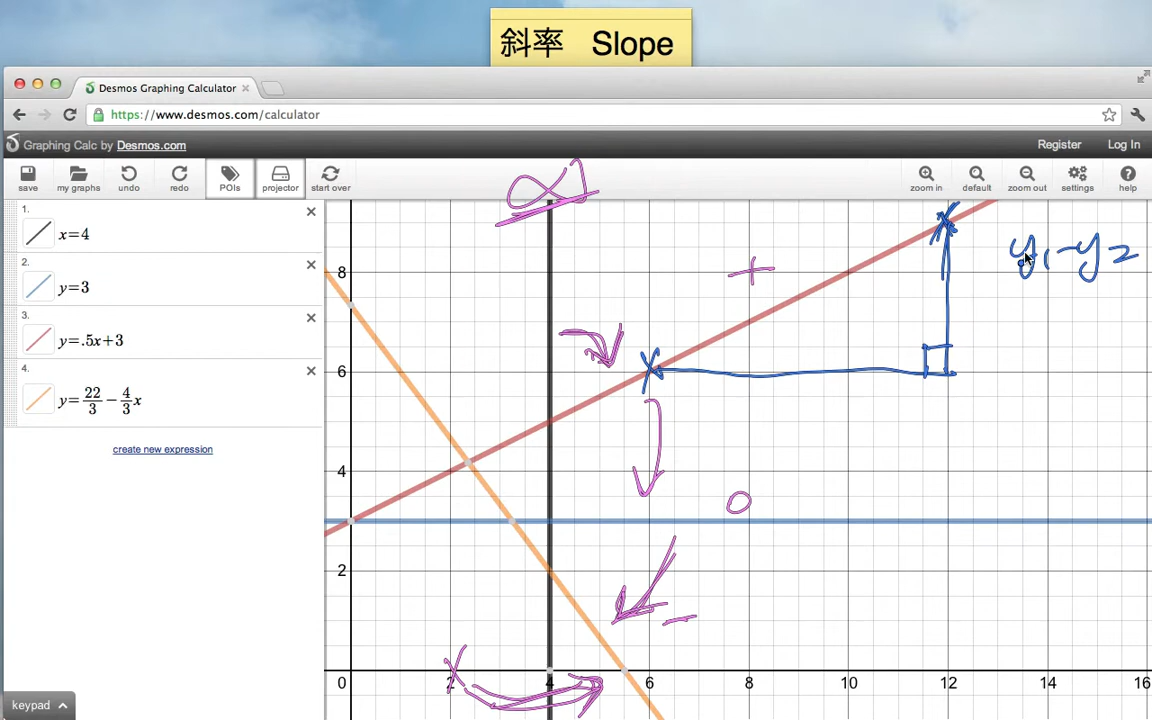 斜率 Slope
Desmos Graphing Calculator
https://www.desmos.com/calculator
Graphing Calc by Desmos.com
Register
Log In
save
my graphs
undo
redo
POIs
projector
start over
zoom in
default
zoom out
settings
help
1.
x=4
2.
y=3
3.
y=.5x+3
4.
y=22/3−4/3x
create new expression
keypad
+
y1-y2
8
6
4
0
2
−
0 2 4 6 8 10 12 14 16